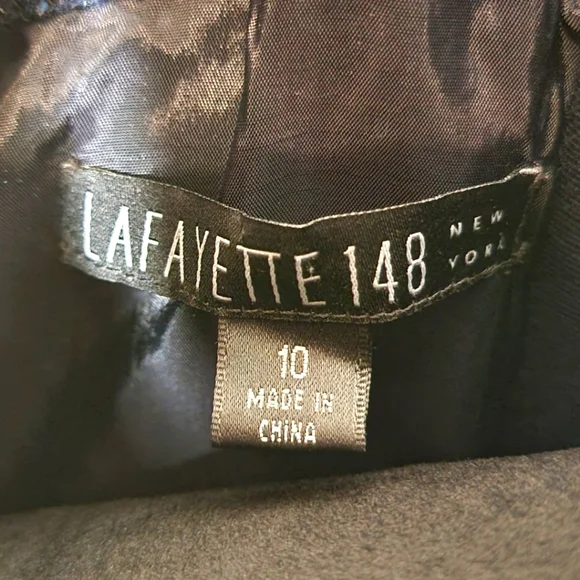 LAFAYETTE 148 NEW YORK
10
MADE IN
CHINA